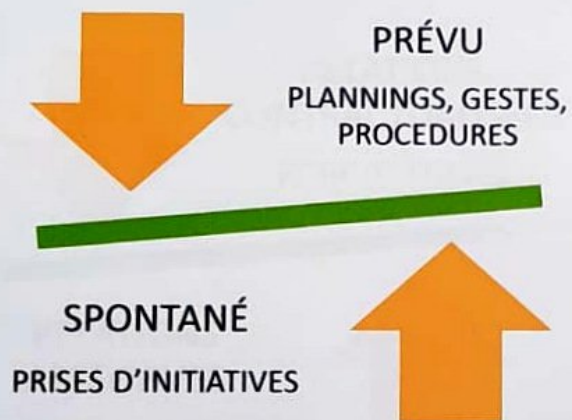 PRÉVU
PLANNINGS, GESTES,
PROCEDURES
SPONTANÉ
PRISES D'INITIATIVES